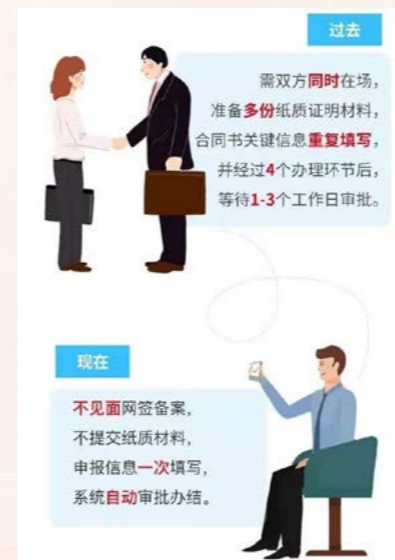 过去
需双方同时在场，
准备多份纸质证明材料，
合同书关键信息重复填写，
并经过4个办理环节后，
等待1-3个工作日审批。
现在
不见面网签备案，
不提交纸质材料，
申报信息一次填写，
系统自动审批办结。